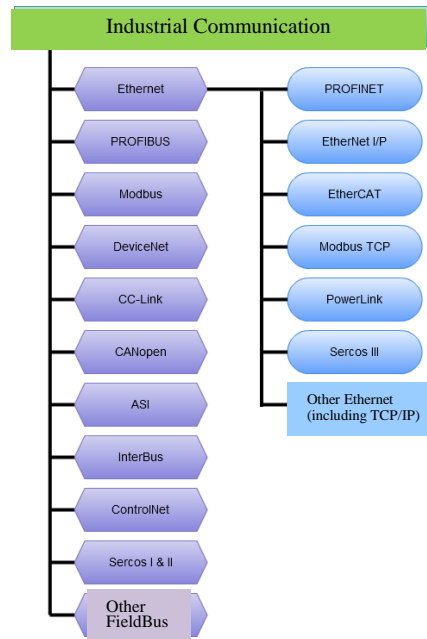 Industrial Communication
Ethernet
PROFINET
PROFIBUS
EtherNet I/P
Modbus
EtherCAT
DeviceNet
Modbus TCP
CC-Link
PowerLink
CANopen
Sercos III
ASI
Other Ethernet
(including TCP/IP)
InterBus
ControlNet
Sercos I & II
Other
FieldBus